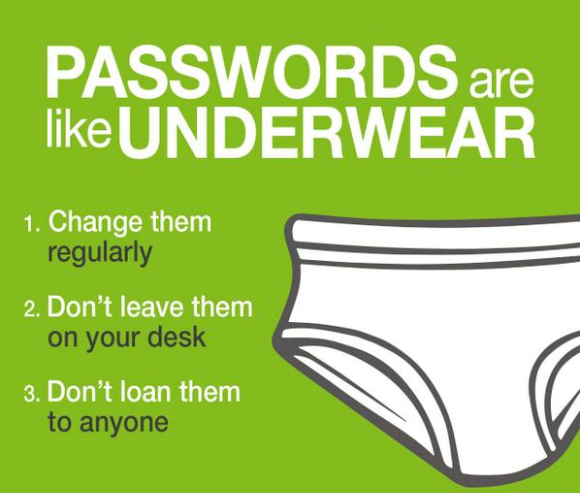 PASSWORDS are
like UNDERWEAR
1. Change them
regularly
2. Don't leave them
on your desk
3. Don't loan them
to anyone